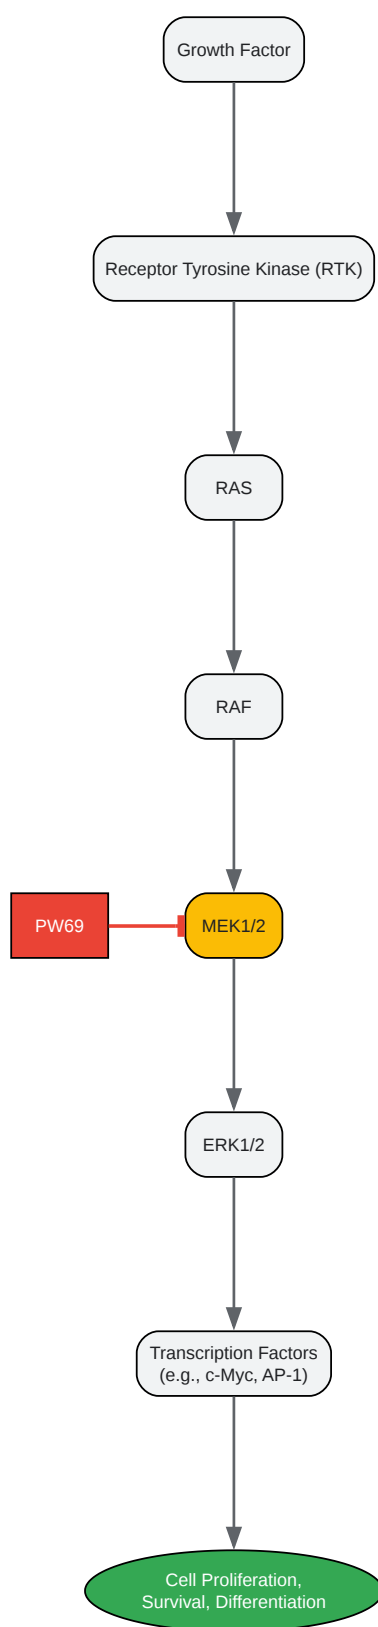 Growth Factor
Receptor Tyrosine Kinase (RTK)
RAS
RAF
PW69
MEK1/2
ERK1/2
Transcription Factors
(e.g., c-Myc, AP-1)
Cell Proliferation,
Survival, Differentiation